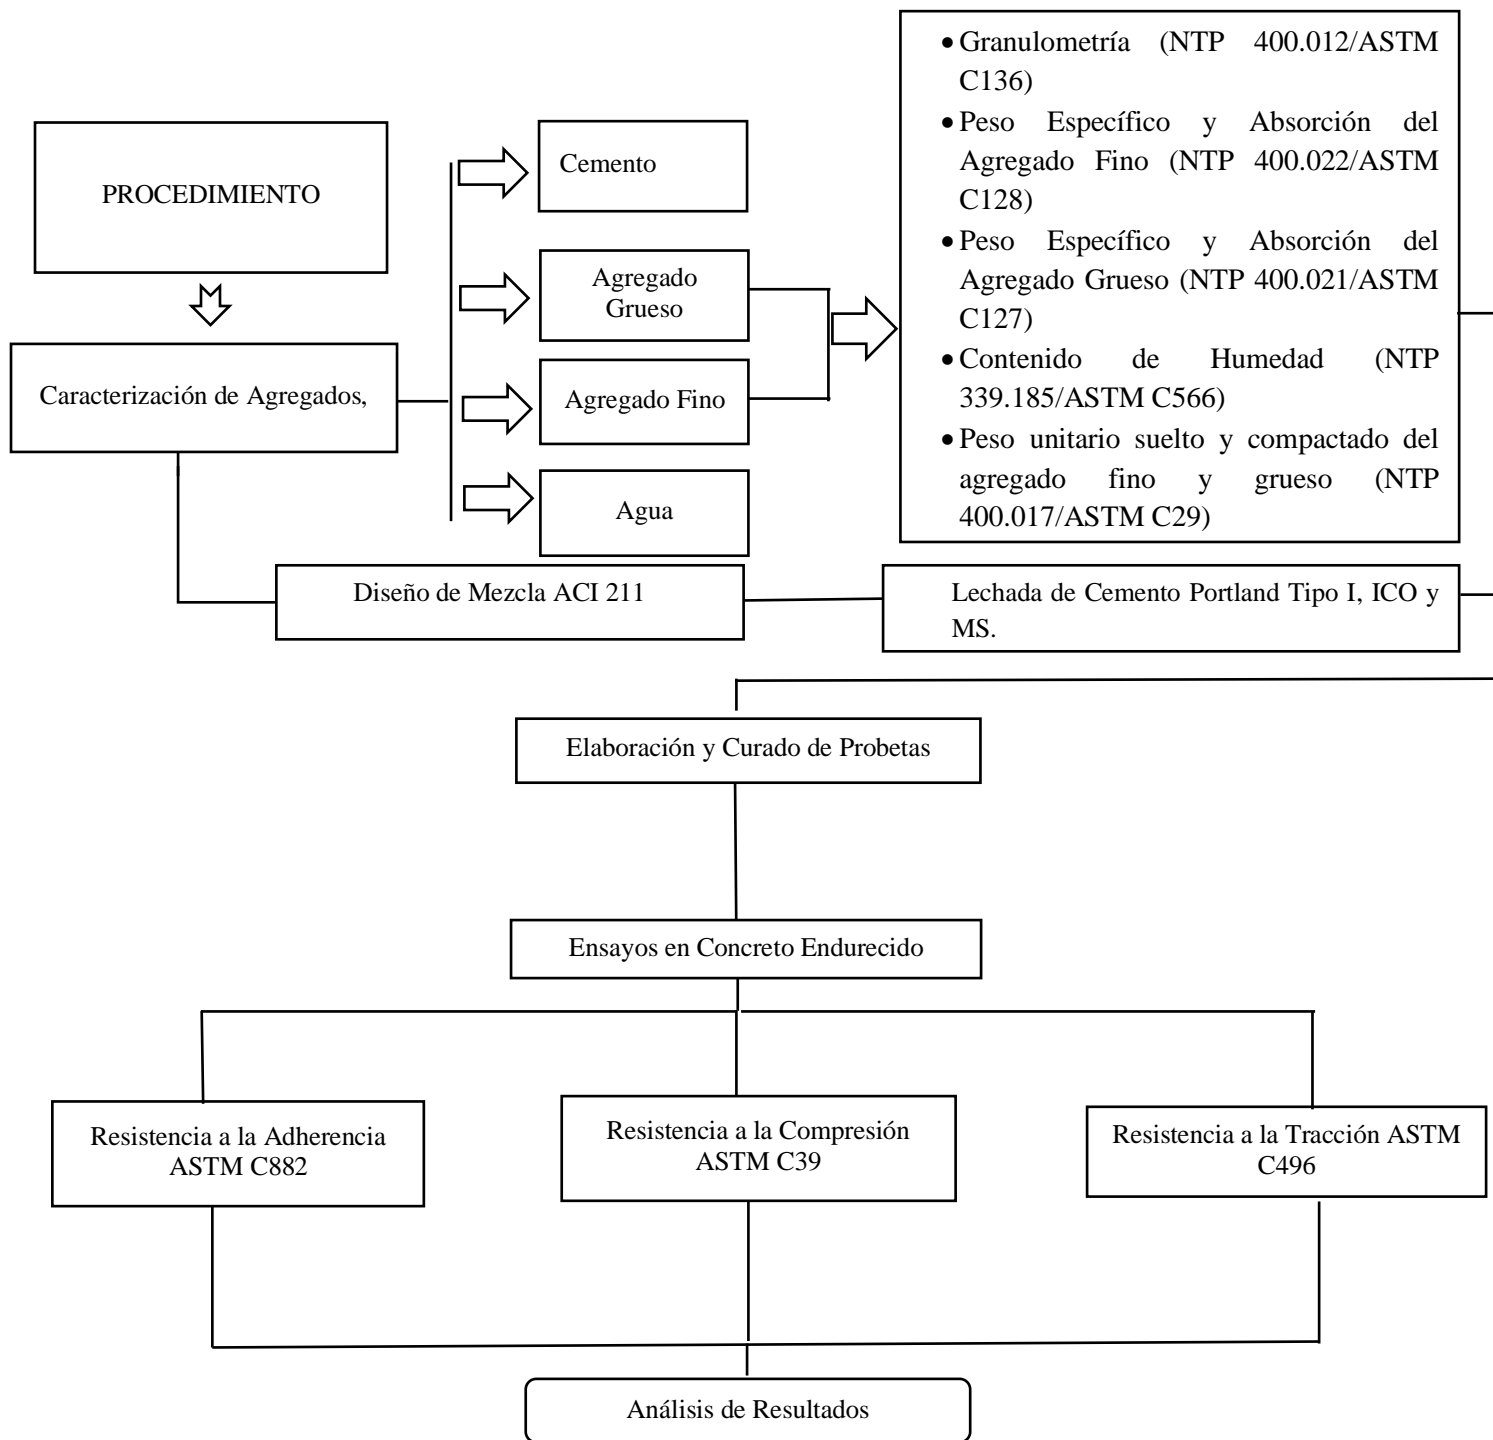 PROCEDIMIENTO
Caracterización de Agregados,
Cemento
Agregado
Grueso
Agregado Fino
Agua
• Granulometría (NTP 400.012/ASTM
C136)
• Peso Específico y Absorción del
Agregado Fino (NTP 400.022/ASTM
C128)
• Peso Específico y Absorción del
Agregado Grueso (NTP 400.021/ASTM
C127)
• Contenido de Humedad (NTP
339.185/ASTM C566)
• Peso unitario suelto y compactado del
agregado fino y grueso (NTP
400.017/ASTM C29)
Diseño de Mezcla ACI 211
Lechada de Cemento Portland Tipo I, ICO y
MS.
Elaboración y Curado de Probetas
Ensayos en Concreto Endurecido
Resistencia a la Adherencia
ASTM C882
Resistencia a la Compresión
ASTM C39
Resistencia a la Tracción ASTM
C496
Análisis de Resultados